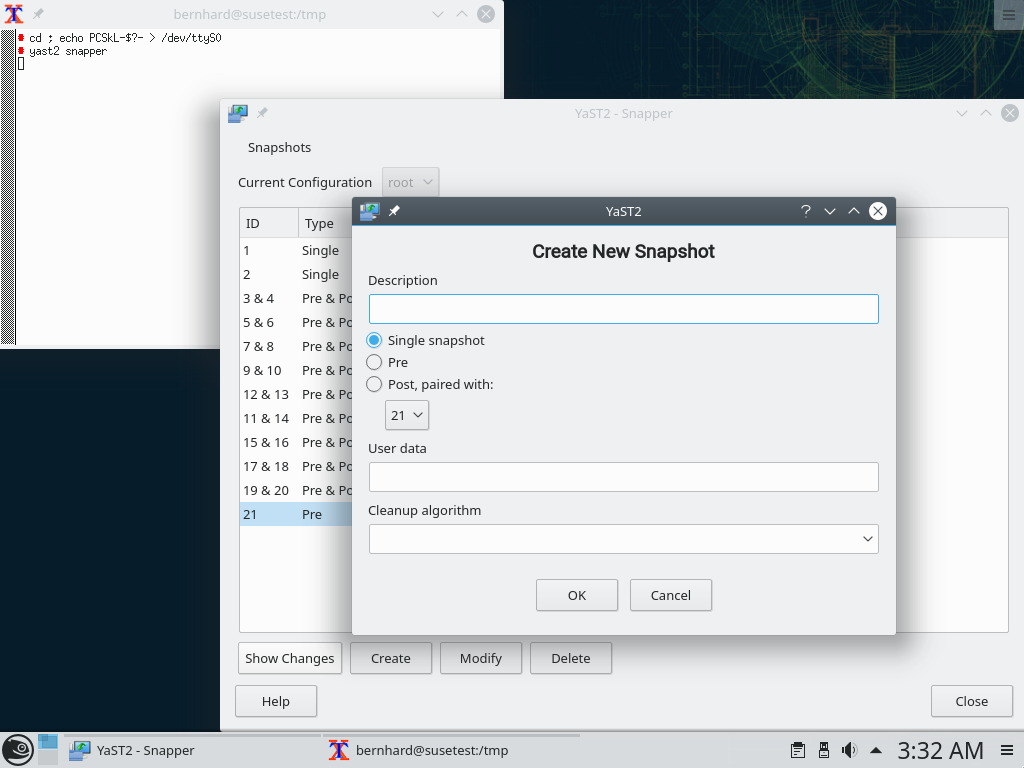 bernhard@susetest:/tmp
cd ; echo PCSkL-$?- > /dev/ttyS0
yast2 snapper
YaST2 - Snapper
Snapshots
Current Configuration root
ID Type
1 Single
2 Single
3 & 4 Pre & Po
5 & 6 Pre & Po
7 & 8 Pre & Po
9 & 10 Pre & Po
12 & 13 Pre & Po
11 & 14 Pre & Po
15 & 16 Pre & Po
17 & 18 Pre & Po
19 & 20 Pre & Po
21 Pre
YaST2
Create New Snapshot
Description
Single snapshot
Pre
Post, paired with:
21
User data
Cleanup algorithm
OK Cancel
Show Changes Create Modify Delete
Help Close
YaST2 - Snapper bernhard@susetest:/tmp 3:32 AM